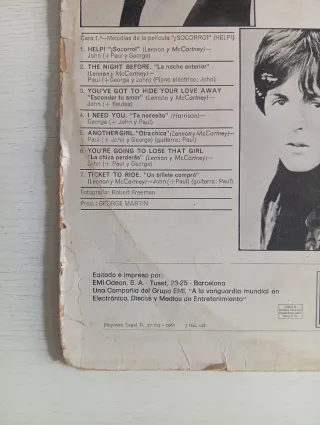 Cara 1.ª—Melodías de la película "¡SOCORRO!" (HELP!)
1. HELP! "¡Socorro!" (Lennon y McCartney)—
John (+ Paul y George)
2. THE NIGHT BEFORE. "La noche anterior"
(Lennon y McCartney)—
Paul (+George y John) (Piano eléctrico: John)
3. YOU'VE GOT TO HIDE YOUR LOVE AWAY
"Esconder tu amor" (Lennon y McCartney)—
John (+ flautas)
4. I NEED YOU. "Te necesito" (Harrison)—
George (+ John y Paul)
5. ANOTHER GIRL. "Otra chica" (Lennon y McCartney)—
Paul (+ John y George) (guitarra: Paul)
6. YOU'RE GOING TO LOSE THAT GIRL
"La chica perderás" (Lennon y McCartney)—
John (+ Paul y George)
7. TICKET TO RIDE. "Un billete compró"
(Lennon y McCartney)—John (+ Paul) (guitarra: Paul)
Fotografía: Robert Freeman
Prod.: GEORGE MARTIN
Editado e impreso por:
EMI-Odeon, S. A. - Tuset, 23-25 - Barcelona
Una Compañía del Grupo EMI. "A la vanguardia mundial en
Electrónica, Discos y Medios de Entretenimiento"
Depósito Legal B.